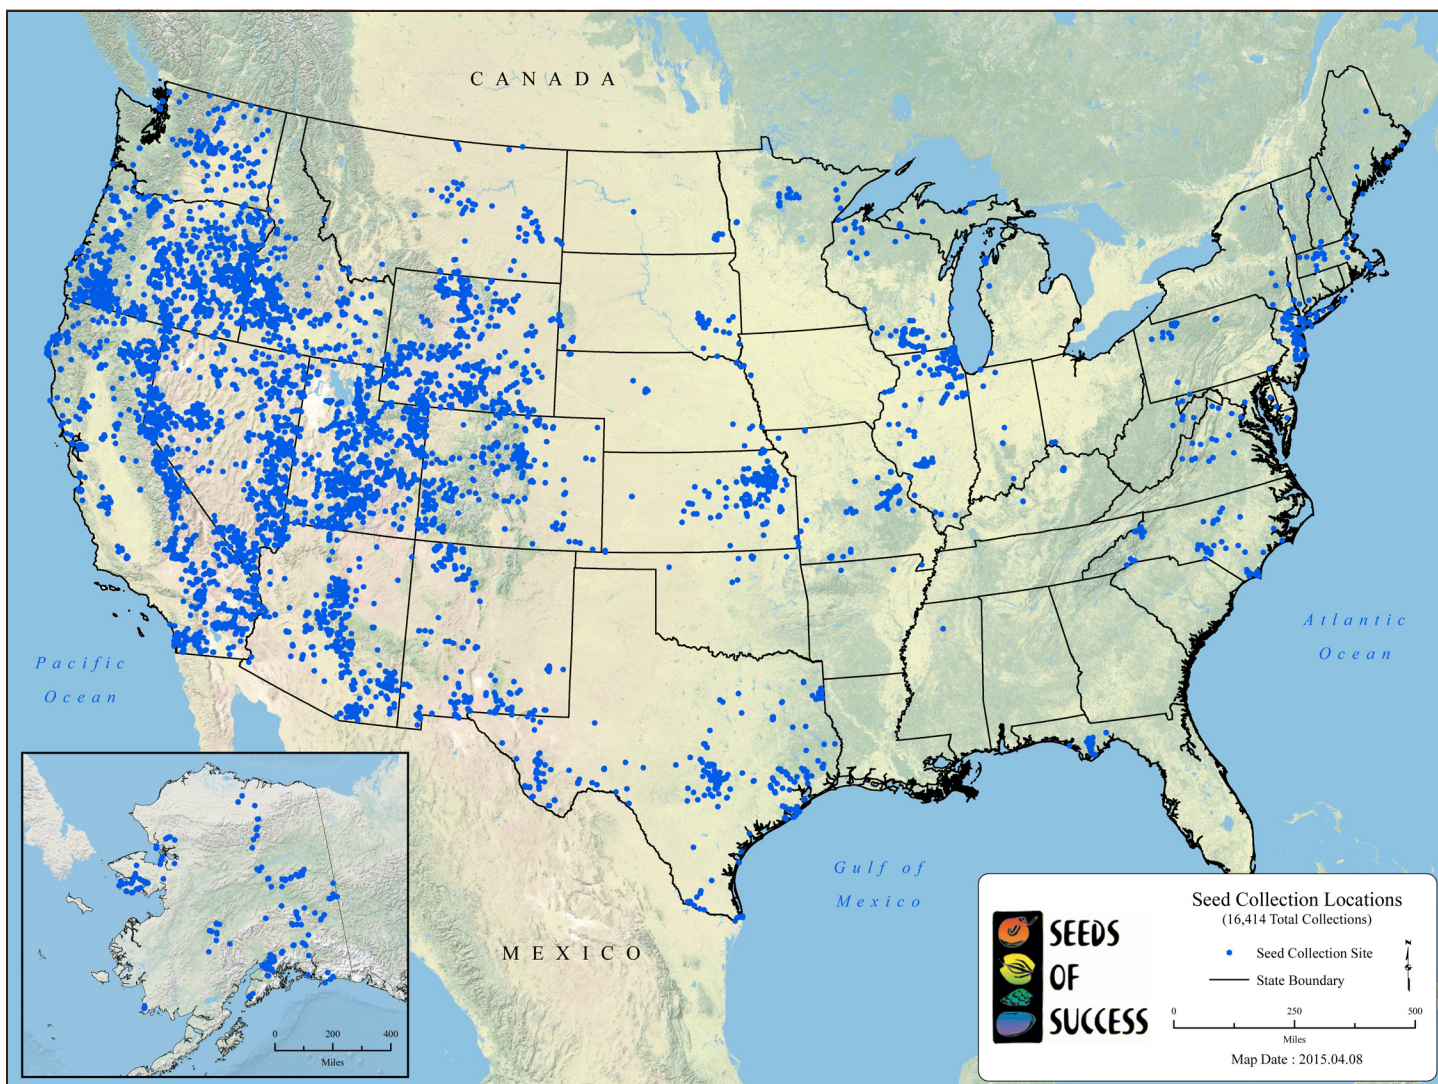 CANADA
Pacific
Ocean
Atlantic
Ocean
Gulf of
Mexico
MEXICO
0 200 400
Miles
SEEDS
OF
SUCCESS
Seed Collection Locations
(16,414 Total Collections)
Seed Collection Site
State Boundary
N
0 250 500
Miles
Map Date : 2015.04.08